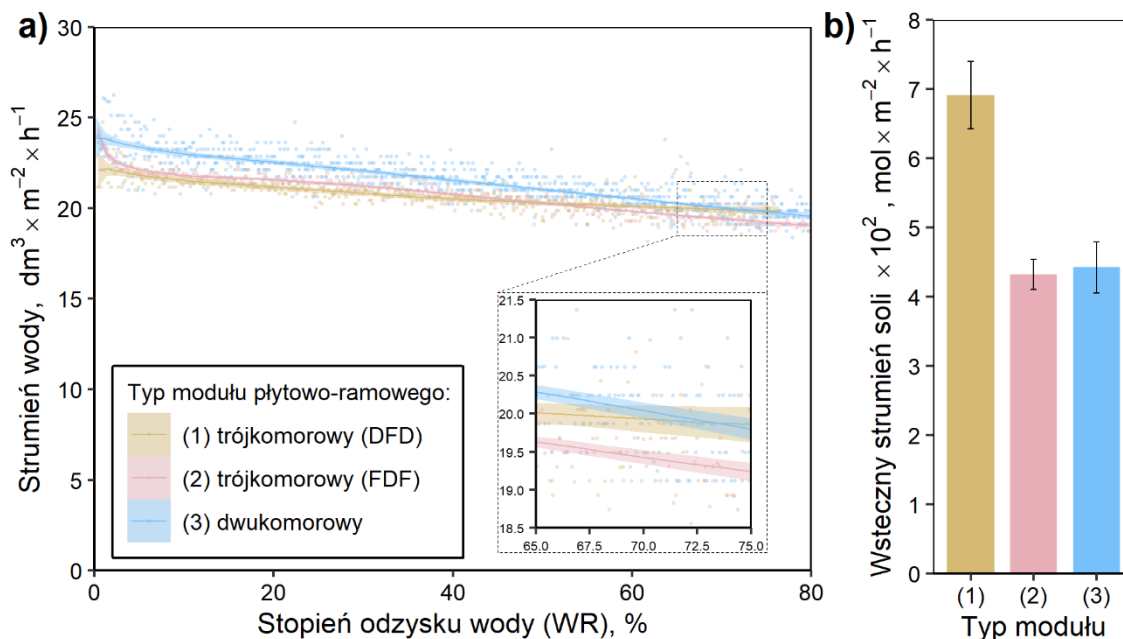 a)
Strumień wody, dm³ × m⁻² × h⁻¹
30
25
20
15
10
5
0
0 20 40 60 80
Stopień odzysku wody (WR), %
Typ modułu płytowo-ramowego:
(1) trójkomorowy (DFD)
(2) trójkomorowy (FDF)
(3) dwukomorowy
21.5
21.0
20.5
20.0
19.5
19.0
18.5
65.0 67.5 70.0 72.5 75.0
b)
Wsteczny strumień soli × 10² , mol × m⁻² × h⁻¹
8
7
6
5
4
3
2
1
0
(1) (2) (3)
Typ modułu